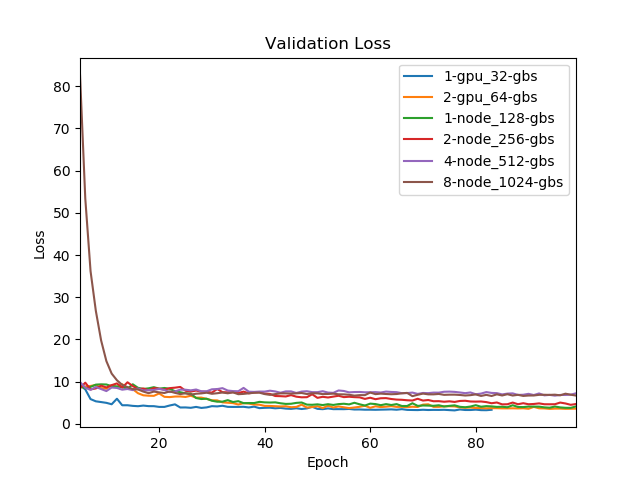 Validation Loss
1-gpu_32-gbs
2-gpu_64-gbs
1-node_128-gbs
2-node_256-gbs
4-node_512-gbs
8-node_1024-gbs
Loss
80
70
60
50
40
30
20
10
0
20 40 60 80
Epoch